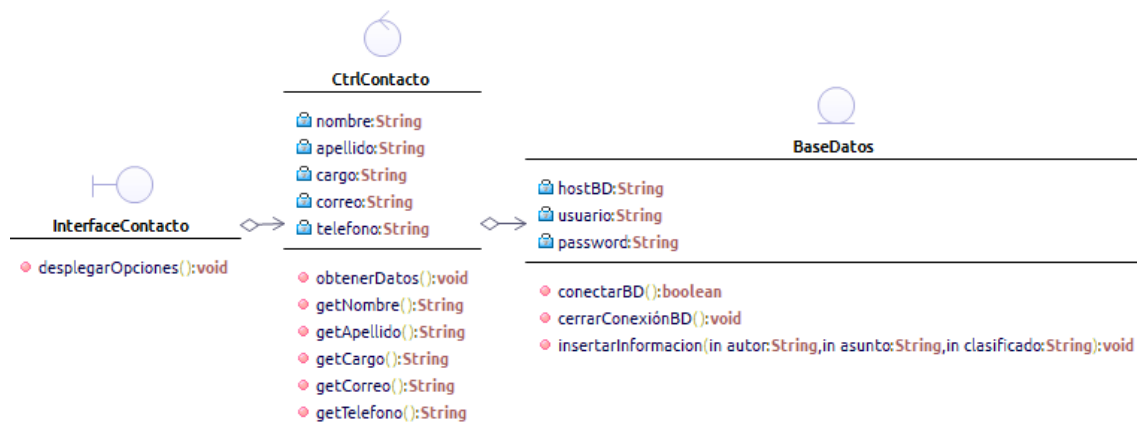 InterfaceContacto
desplegarOpciones():void
CtrlContacto
nombre:String
apellido:String
cargo:String
correo:String
telefono:String
obtenerDatos():void
getNombre():String
getApellido():String
getCargo():String
getCorreo():String
getTelefono():String
BaseDatos
hostBD:String
usuario:String
password:String
conectarBD():boolean
cerrarConexiónBD():void
insertarInformacion(in autor:String,in asunto:String,in clasificado:String):void